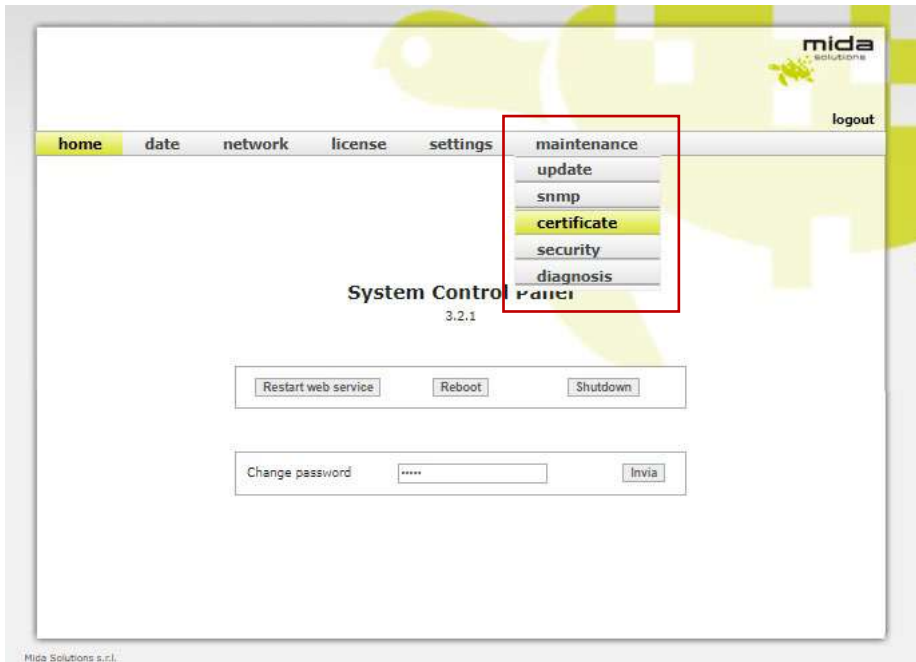 mida
solutions
logout
home date network license settings maintenance
update
snmp
certificate
security
diagnosis
System Control Panel
3.2.1
Restart web service Reboot Shutdown
Change password ••••• Invia
Mida Solutions s.r.l.